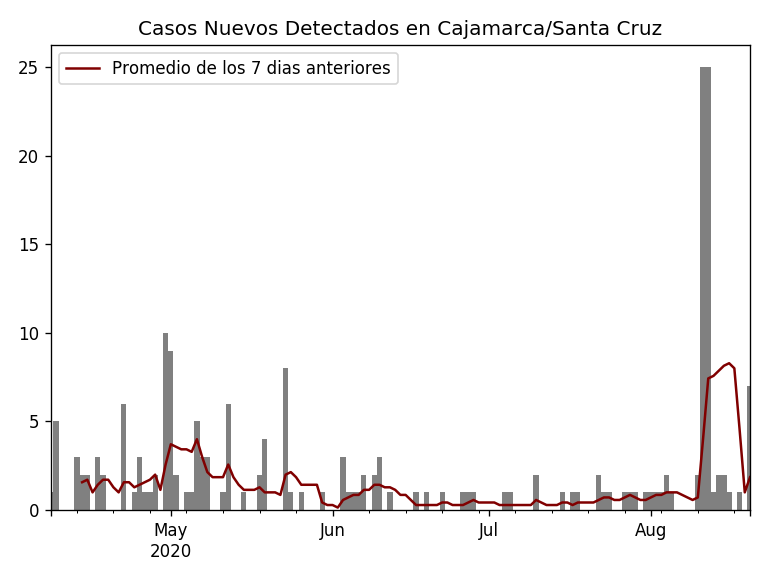 Casos Nuevos Detectados en Cajamarca/Santa Cruz
Promedio de los 7 dias anteriores
25
20
15
10
5
0
May
2020
Jun
Jul
Aug